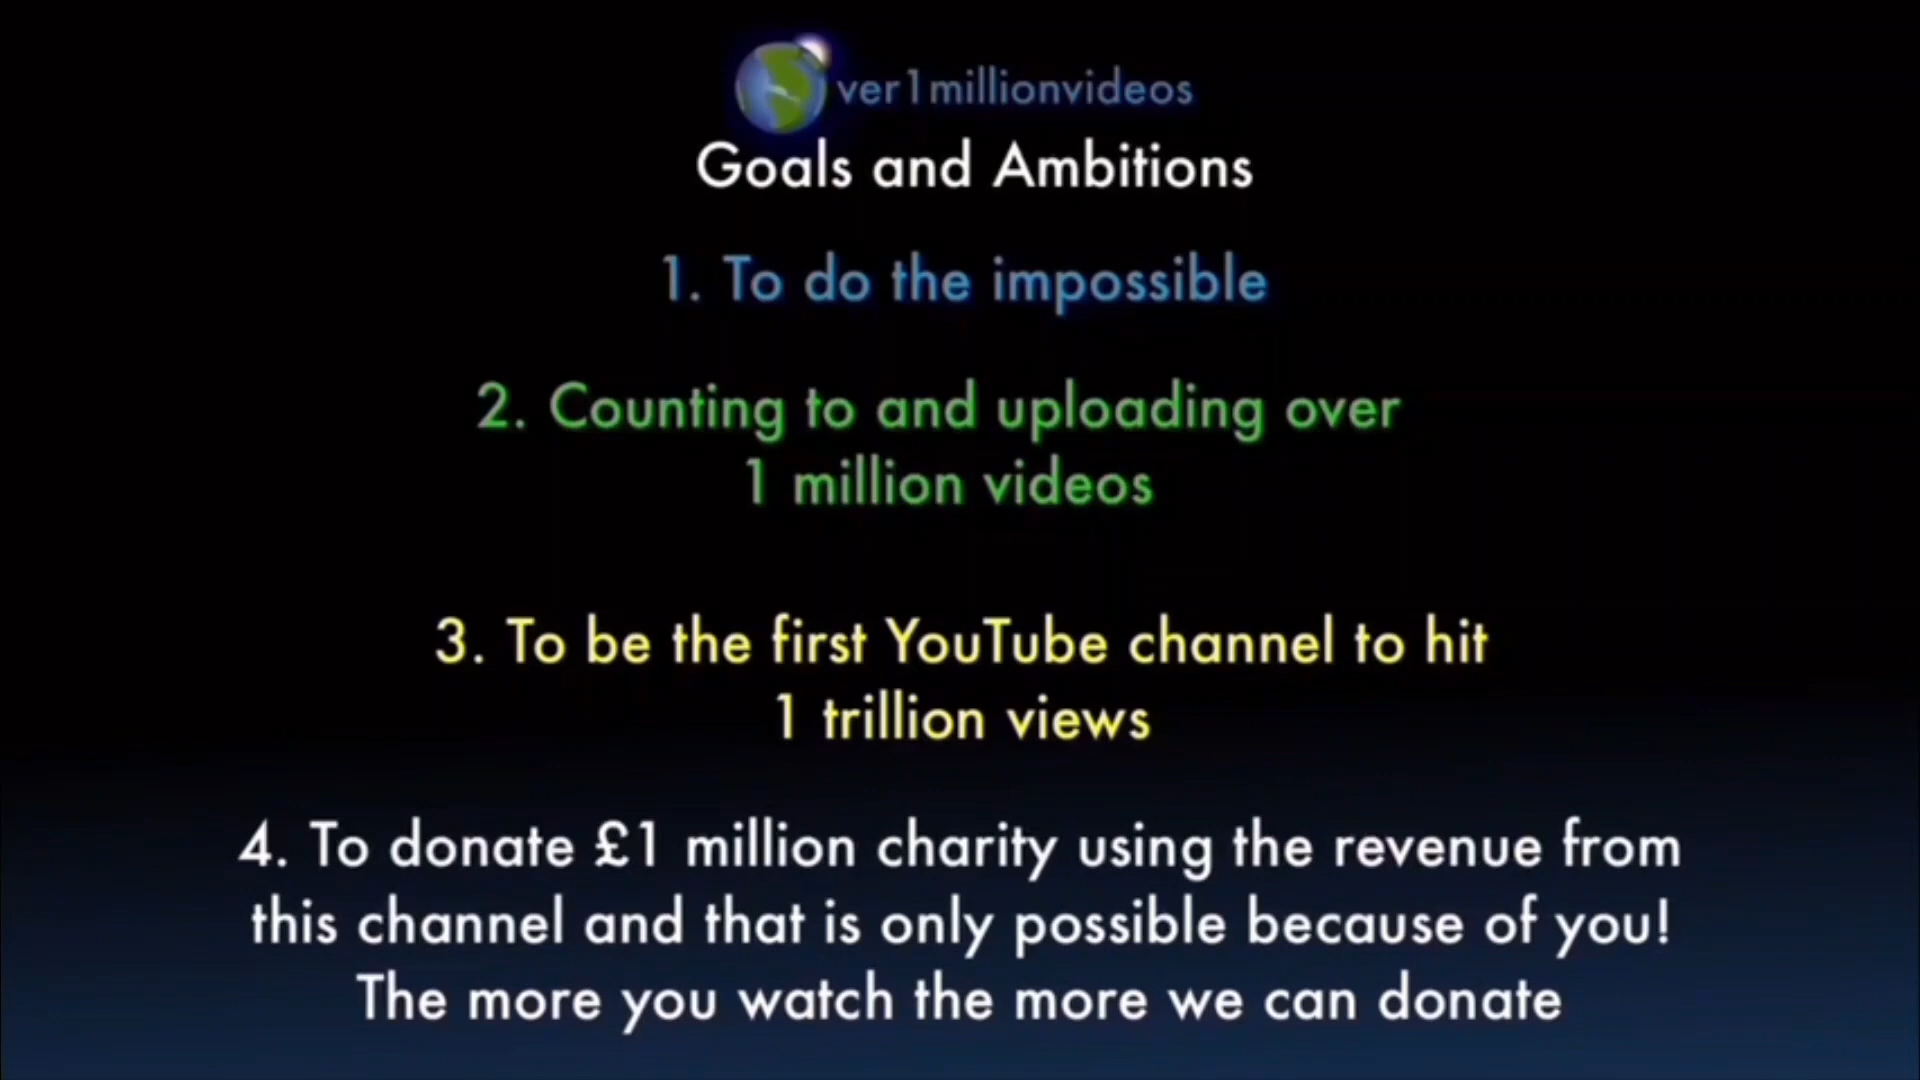 ver1millionvideos
Goals and Ambitions
1. To do the impossible
2. Counting to and uploading over
1 million videos
3. To be the first YouTube channel to hit
1 trillion views
4. To donate £1 million charity using the revenue from
this channel and that is only possible because of you!
The more you watch the more we can donate